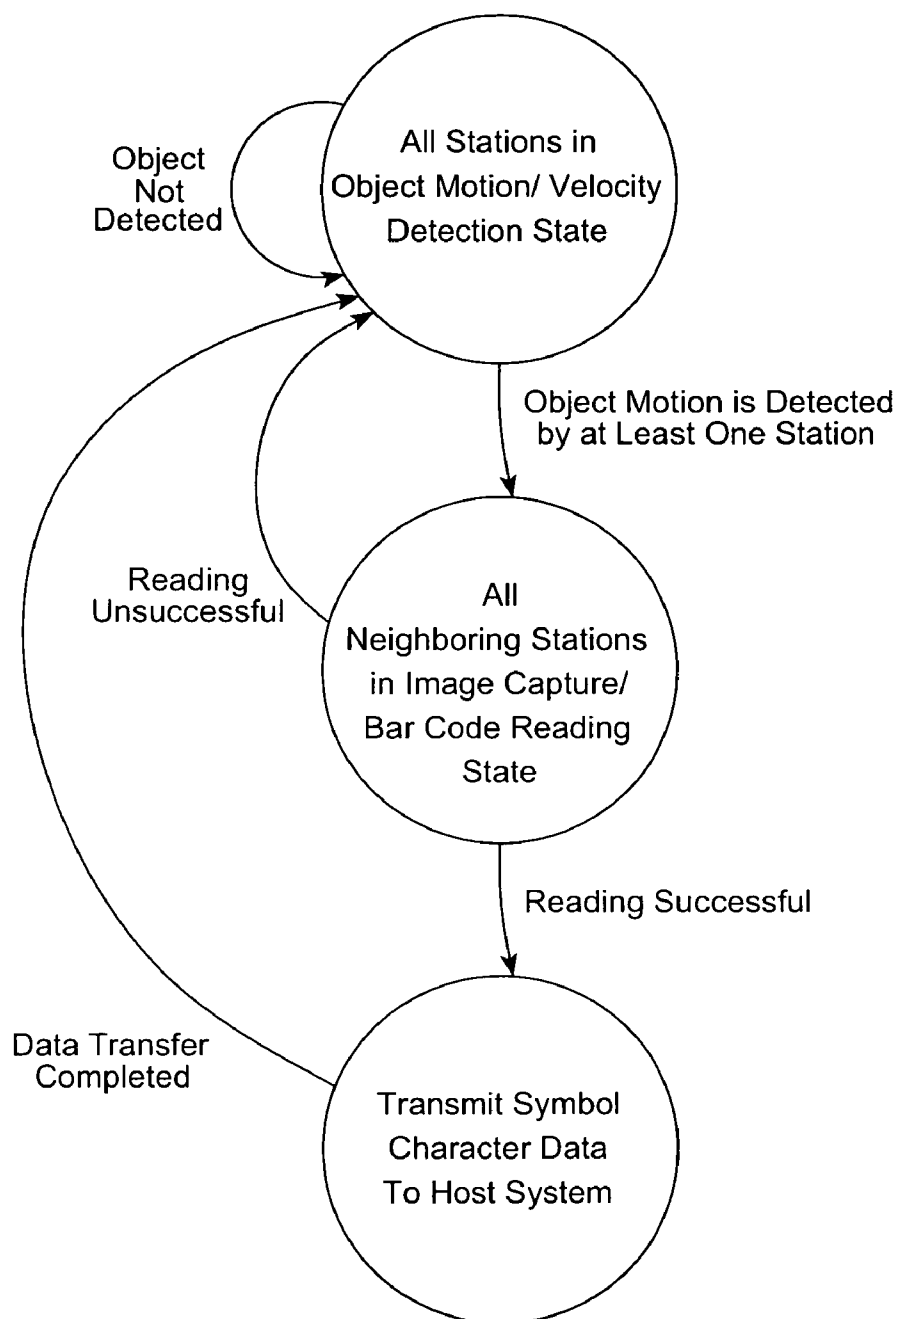 All Stations in
Object Motion/ Velocity
Detection State
Object
Not
Detected
Object Motion is Detected
by at Least One Station
All
Neighboring Stations
in Image Capture/
Bar Code Reading
State
Reading
Unsuccessful
Reading Successful
Data Transfer
Completed
Transmit Symbol
Character Data
To Host System